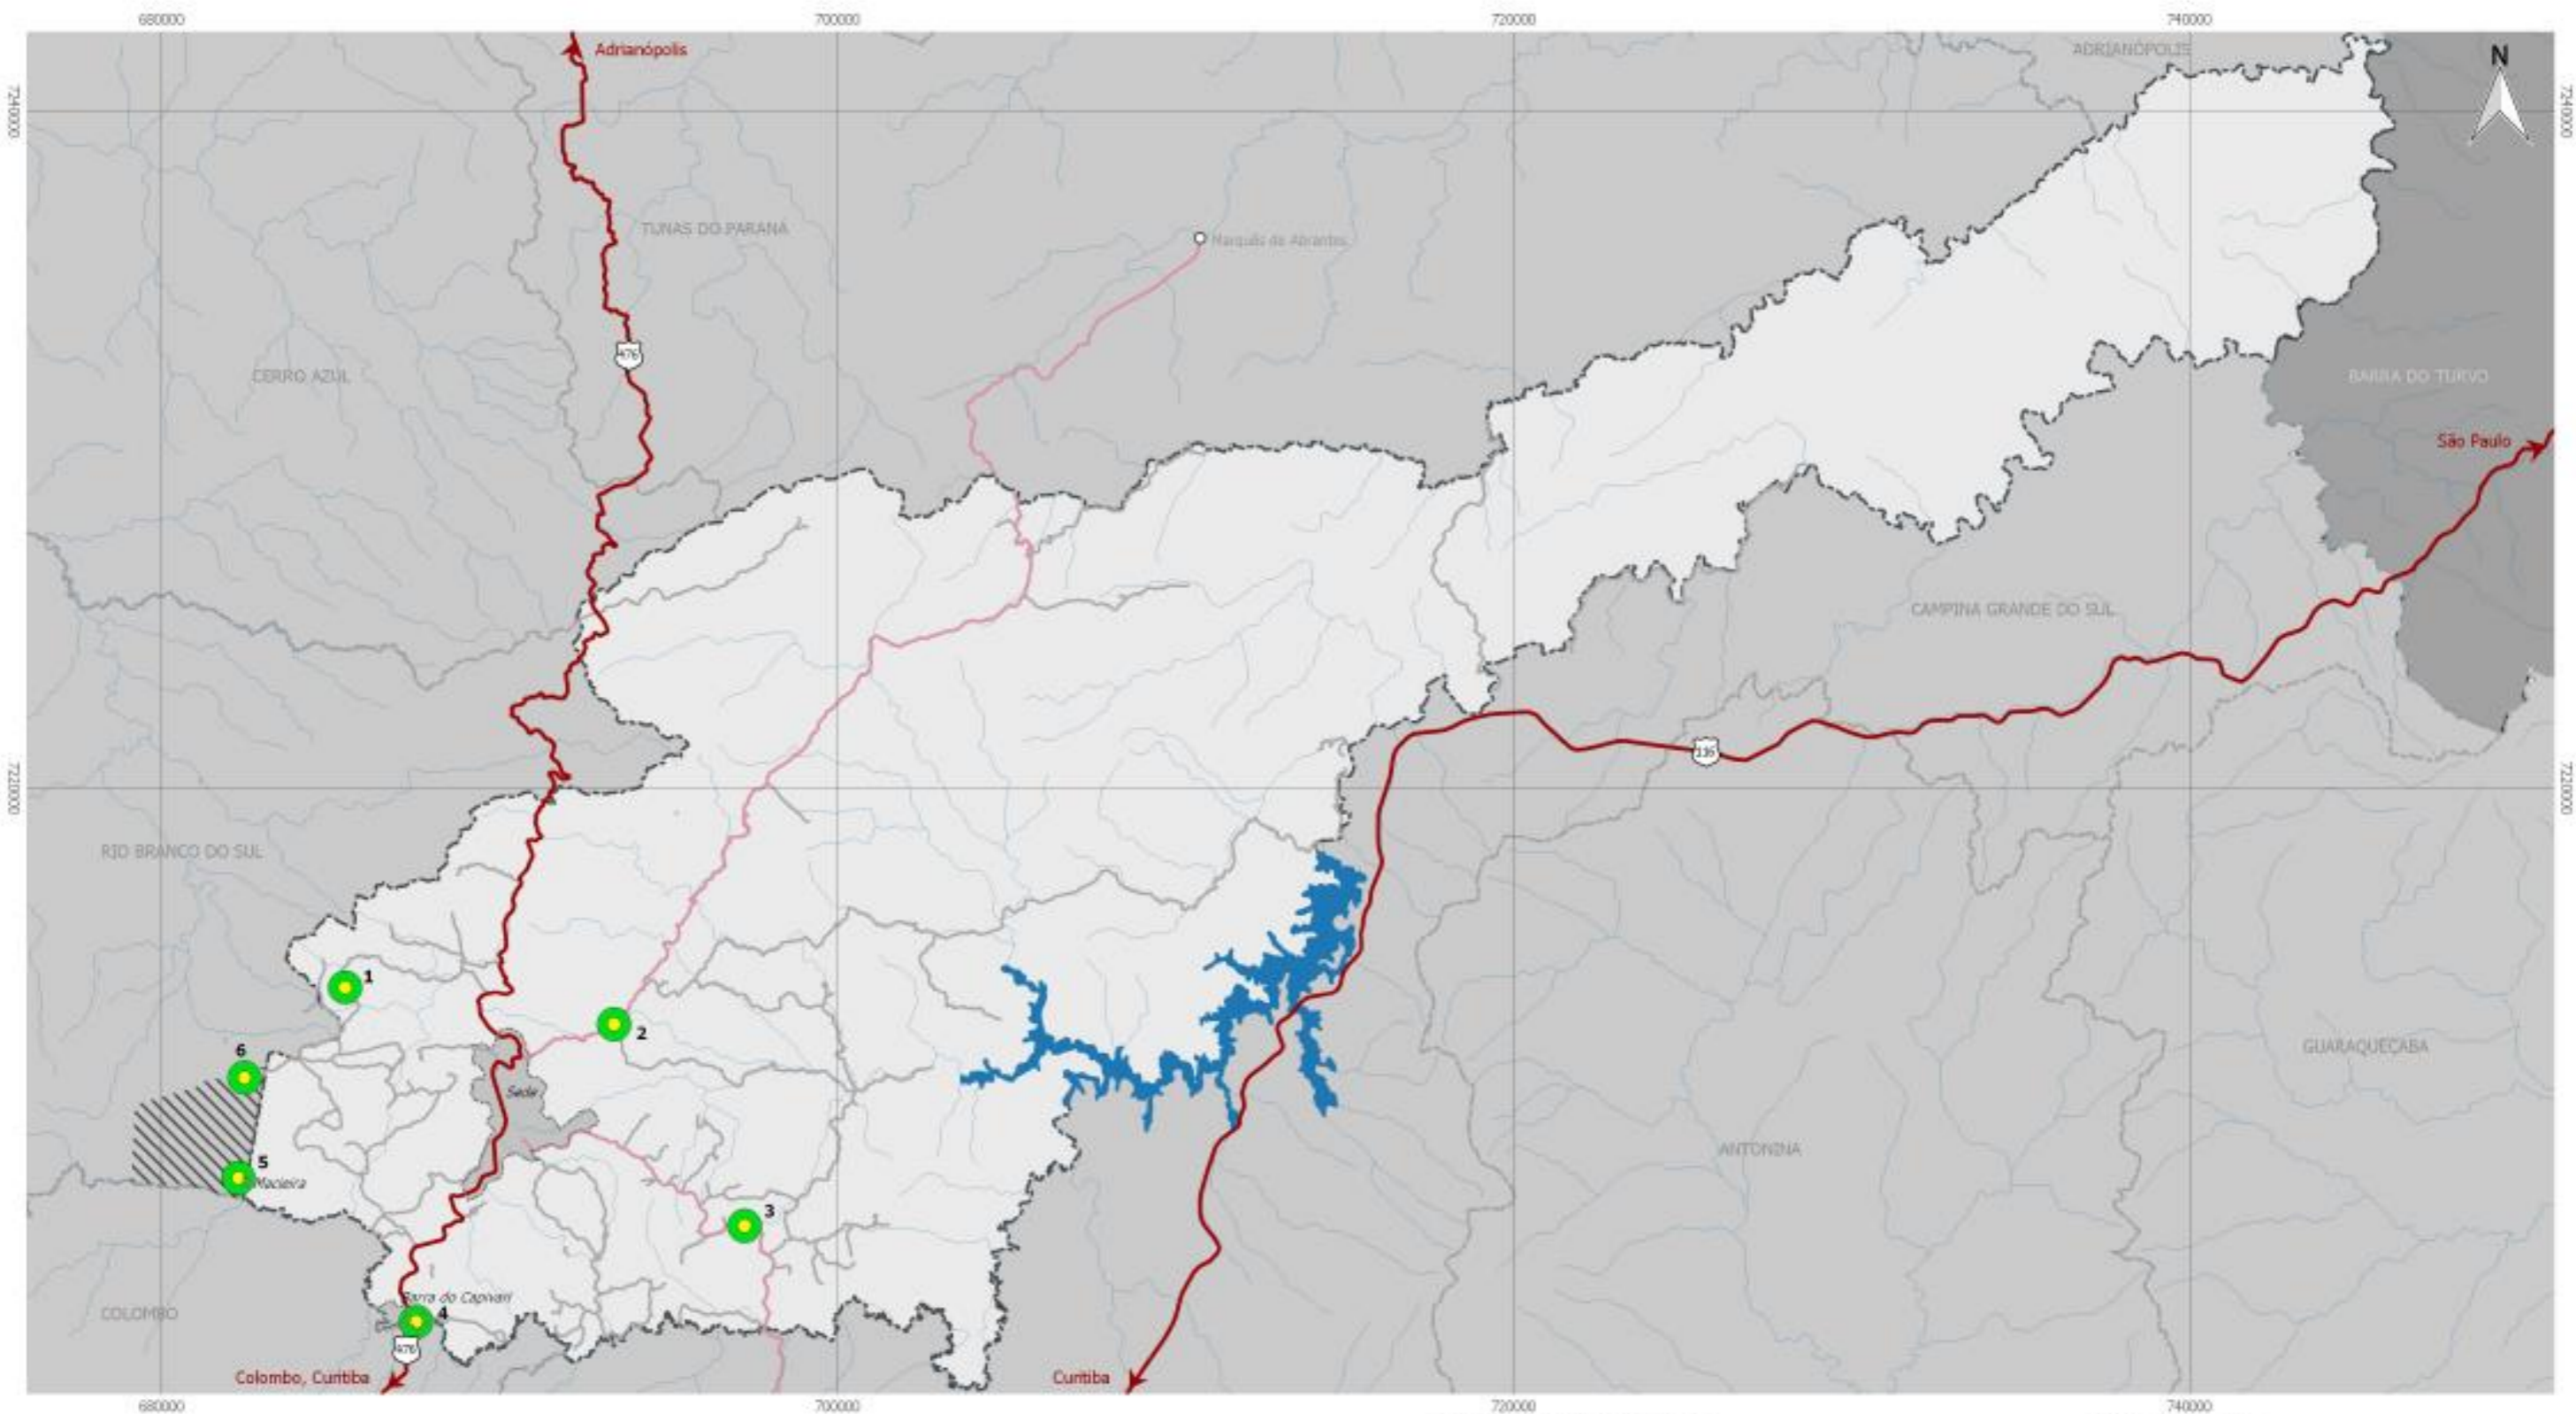 680000
700000
720000
740000
Adrianópolis
ADRIANÓPOLIS
N
7240000
7240000
TUNAS DO PARANÁ
Marquês de Abrantes
476
CERRO AZUL
BARRA DO TURVO
São Paulo
CAMPINA GRANDE DO SUL
116
7220000
7220000
RIO BRANCO DO SUL
1
2
6
GUARAQUEÇABA
Sede
ANTONINA
5
Macieira
3
Barra do Capivari
4
COLOMBO
476
Colombo, Curitiba
Curitiba
680000
700000
720000
740000